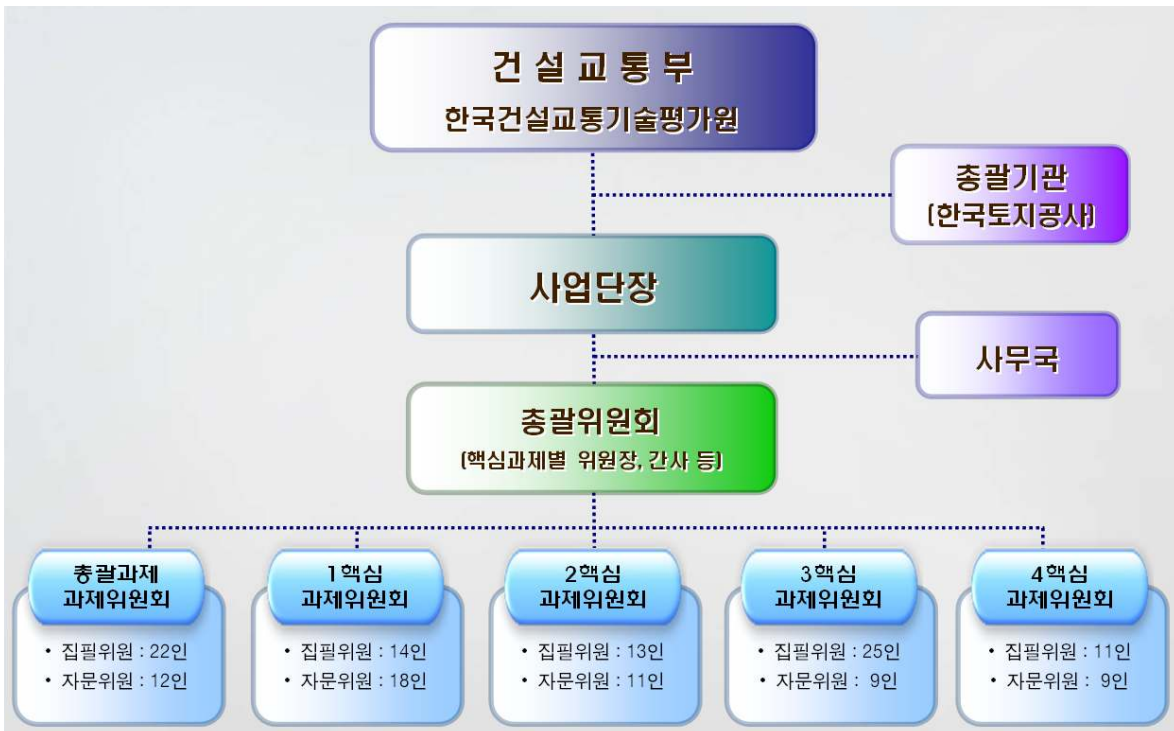 건 설 교 통 부
한국건설교통기술평가원
총괄기관
(한국토지공사)
사업단장
사무국
총괄위원회
(핵심과제별 위원장, 간사 등)
총괄과제
과제위원회
• 집필위원 : 22인
• 자문위원 : 12인
1핵심
과제위원회
• 집필위원 : 14인
• 자문위원 : 18인
2핵심
과제위원회
• 집필위원 : 13인
• 자문위원 : 11인
3핵심
과제위원회
• 집필위원 : 25인
• 자문위원 : 9인
4핵심
과제위원회
• 집필위원 : 11인
• 자문위원 : 9인